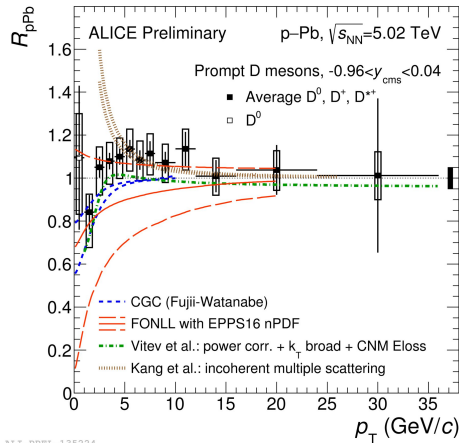 R_pPb
1.8
1.6
1.4
1.2
1
0.8
0.6
0.4
0.2
0
ALICE Preliminary
p–Pb, √s_NN=5.02 TeV
Prompt D mesons, -0.96<y_cms<0.04
Average D⁰, D⁺, D*⁺
D⁰
CGC (Fujii-Watanabe)
FONLL with EPPS16 nPDF
Vitev et al.: power corr. + k_T broad + CNM Eloss
Kang et al.: incoherent multiple scattering
0 5 10 15 20 25 30 35
p_T (GeV/c)